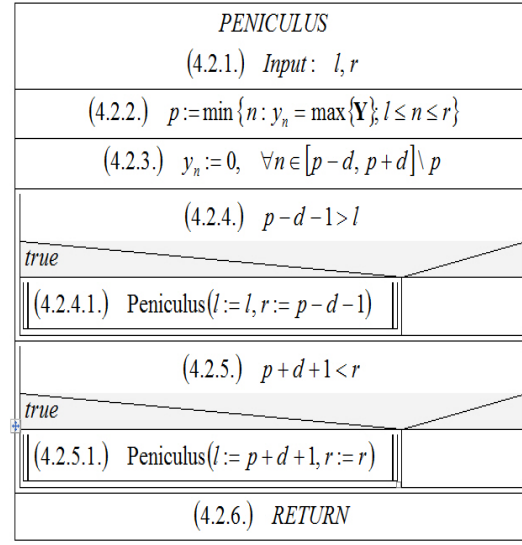 PENICULUS
(4.2.1.) Input: l, r
(4.2.2.) p:=min{n: yₙ = max{𝐘}; l ≤ n ≤ r}
(4.2.3.) yₙ := 0, ∀n∈[p−d, p+d]\p
(4.2.4.) p−d−1>l
true
(4.2.4.1.) Peniculus(l:=l, r:=p−d−1)
(4.2.5.) p+d+1<r
true
(4.2.5.1.) Peniculus(l:=p+d+1, r:=r)
(4.2.6.) RETURN